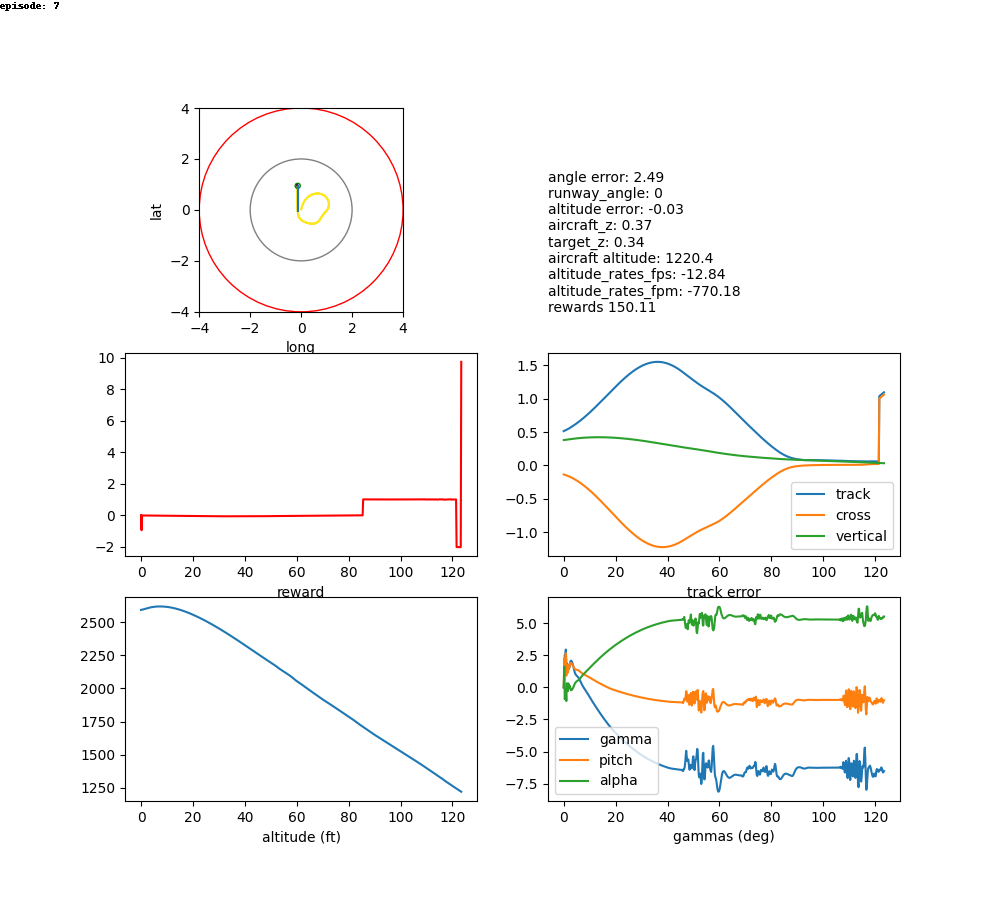 episode: 7
4
2
0
−2
−4
lat
−4 −2 0 2 4
long
angle error: 2.49
runway_angle: 0
altitude error: -0.03
aircraft_z: 0.37
target_z: 0.34
aircraft altitude: 1220.4
altitude_rates_fps: -12.84
altitude_rates_fpm: -770.18
rewards 150.11
10
8
6
4
2
0
−2
0 20 40 60 80 100 120
reward
1.5
1.0
0.5
0.0
−0.5
−1.0
track
cross
vertical
0 20 40 60 80 100 120
track error
2500
2250
2000
1750
1500
1250
0 20 40 60 80 100 120
altitude (ft)
5.0
2.5
0.0
−2.5
−5.0
−7.5
gamma
pitch
alpha
0 20 40 60 80 100 120
gammas (deg)